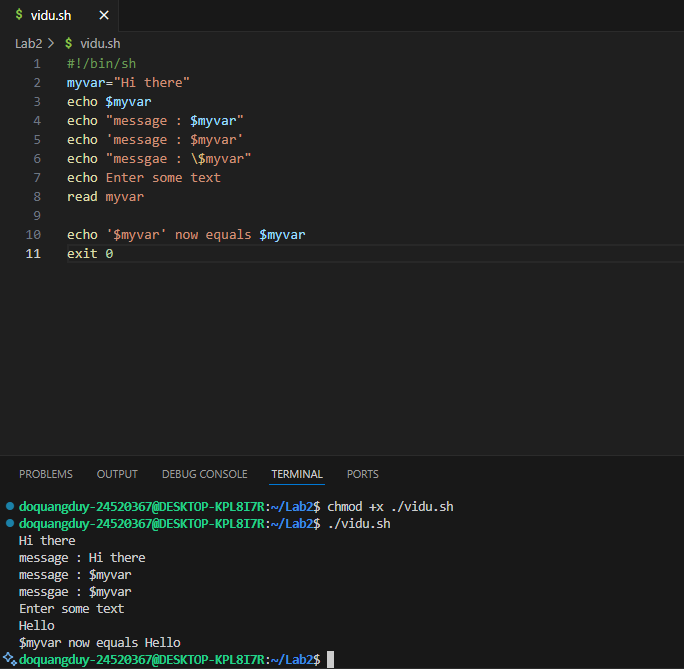 $ vidu.sh ×
Lab2 > $ vidu.sh
1 #!/bin/sh
2 myvar="Hi there"
3 echo $myvar
4 echo "message : $myvar"
5 echo 'message : $myvar'
6 echo "messgae : \$myvar"
7 echo Enter some text
8 read myvar
9
10 echo '$myvar' now equals $myvar
11 exit 0
PROBLEMS OUTPUT DEBUG CONSOLE TERMINAL PORTS
doquangduy-24520367@DESKTOP-KPL8I7R:~/Lab2$ chmod +x ./vidu.sh
doquangduy-24520367@DESKTOP-KPL8I7R:~/Lab2$ ./vidu.sh
Hi there
message : Hi there
message : $myvar
messgae : $myvar
Enter some text
Hello
$myvar now equals Hello
doquangduy-24520367@DESKTOP-KPL8I7R:~/Lab2$